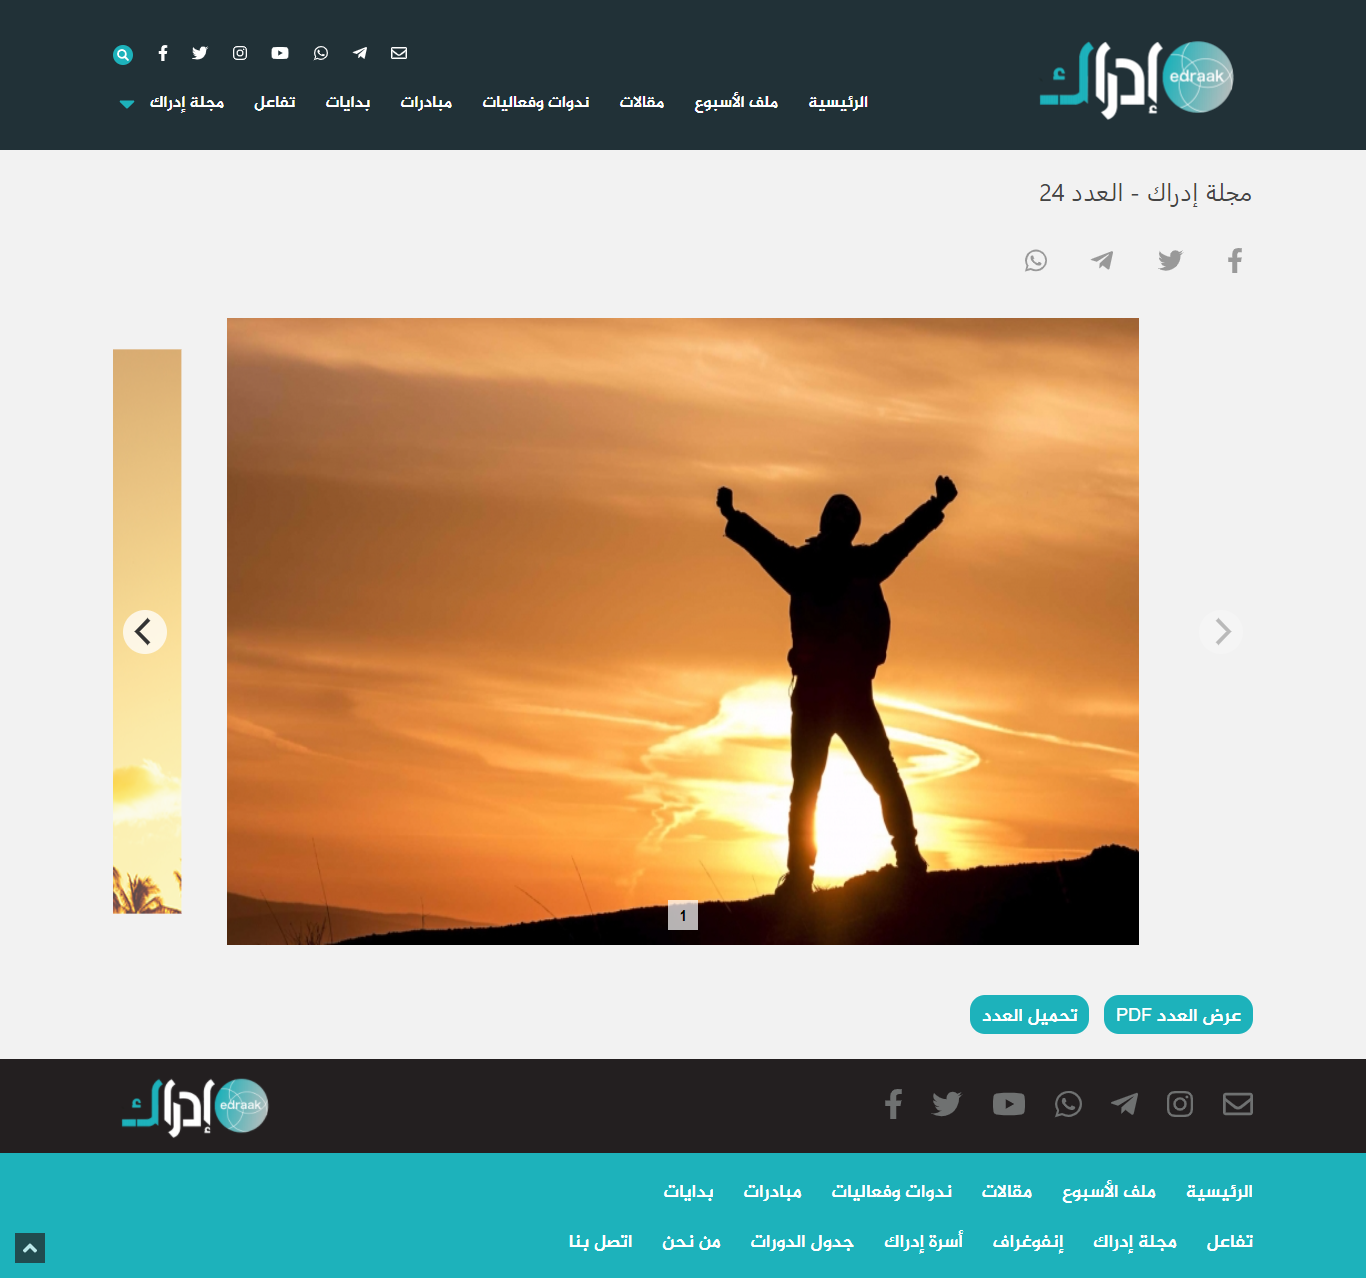 إدراك edraak
الرئيسية ملف الأسبوع مقالات ندوات وفعاليات مبادرات بدايات تفاعل مجلة إدراك
مجلة إدراك - العدد 24
1
عرض العدد PDF تحميل العدد
إدراك edraak
الرئيسية ملف الأسبوع مقالات ندوات وفعاليات مبادرات بدايات
تفاعل مجلة إدراك إنفوغراف أسرة إدراك جدول الدورات من نحن اتصل بنا